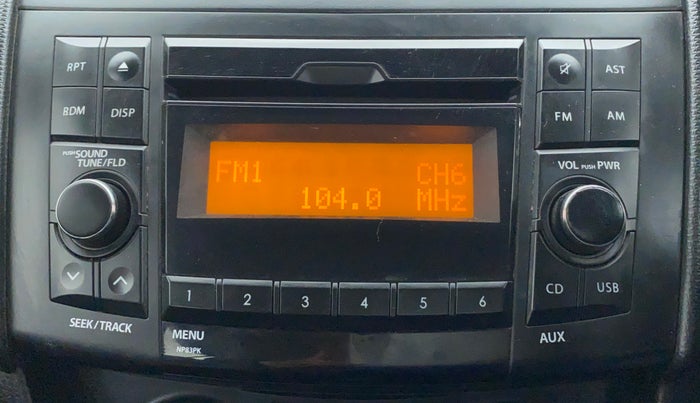 RPT
AST
RDM
DISP
FM
AM
PUSH SOUND
TUNE/FLD
VOL PUSH PWR
FM1 CH6
104.0 MHz
CD
USB
1 2 3 4 5 6
SEEK/TRACK
MENU
NP83PK
AUX